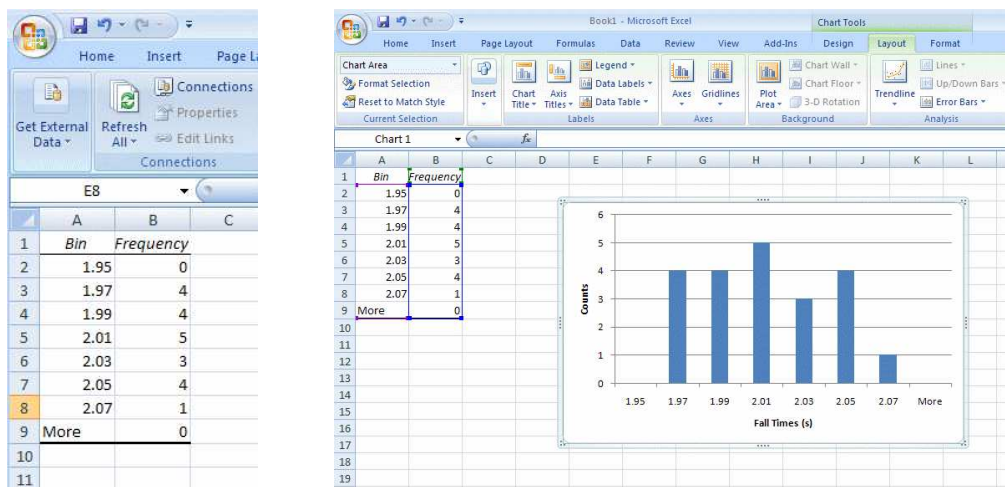 Home Insert Page L
Connections
Properties
Edit Links
Get External Data
Refresh All
Connections
E8
A B C
1 Bin Frequency
2 1.95 0
3 1.97 4
4 1.99 4
5 2.01 5
6 2.03 3
7 2.05 4
8 2.07 1
9 More 0
10
11
Book1 - Microsoft Excel Chart Tools
Home Insert Page Layout Formulas Data Review View Add-Ins Design Layout Format
Chart Area
Format Selection
Reset to Match Style
Current Selection
Insert
Chart Title
Axis Titles
Legend
Data Labels
Data Table
Labels
Axes Gridlines
Axes
Plot Area
Chart Wall
Chart Floor
3-D Rotation
Background
Trendline
Lines
Up/Down Bars
Error Bars
Analysis
Chart 1 fx
A B C D E F G H I J K L
1 Bin Frequency
2 1.95 0
3 1.97 4
4 1.99 4
5 2.01 5
6 2.03 3
7 2.05 4
8 2.07 1
9 More 0
10
11
12
13
14
15
16
17
18
19
6
5
4
3
2
1
0
Counts
1.95 1.97 1.99 2.01 2.03 2.05 2.07 More
Fall Times (s)